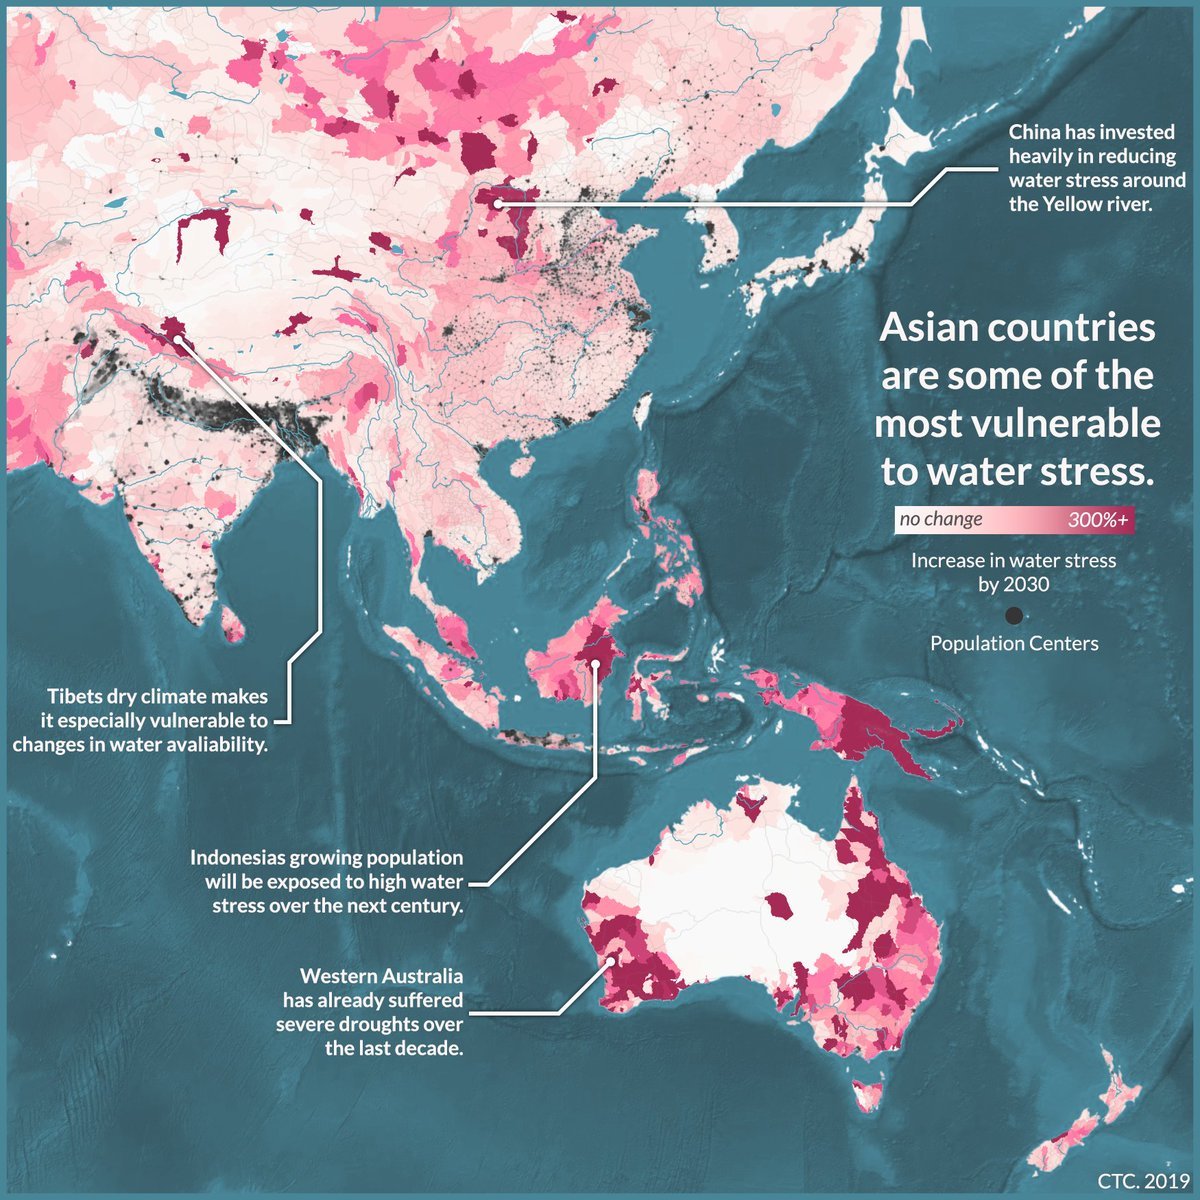 China has invested
heavily in reducing
water stress around
the Yellow river.
Asian countries
are some of the
most vulnerable
to water stress.
no change 300%+
Increase in water stress
by 2030
Population Centers
Tibets dry climate makes
it especially vulnerable to
changes in water avaliability.
Indonesias growing population
will be exposed to high water
stress over the next century.
Western Australia
has already suffered
severe droughts over
the last decade.
CTC. 2019